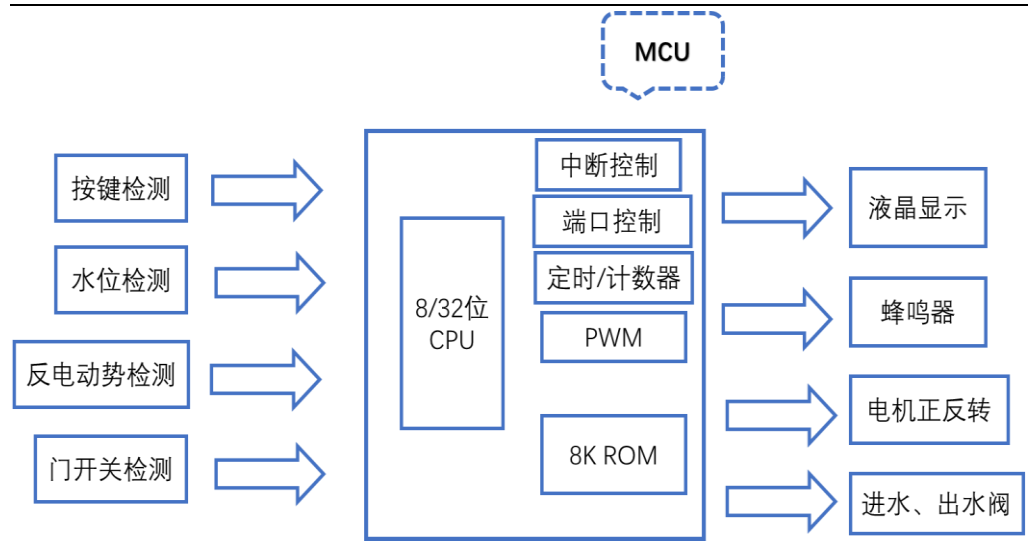 MCU
按键检测
水位检测
反电动势检测
门开关检测
8/32位
CPU
中断控制
端口控制
定时/计数器
PWM
8K ROM
液晶显示
蜂鸣器
电机正反转
进水、出水阀